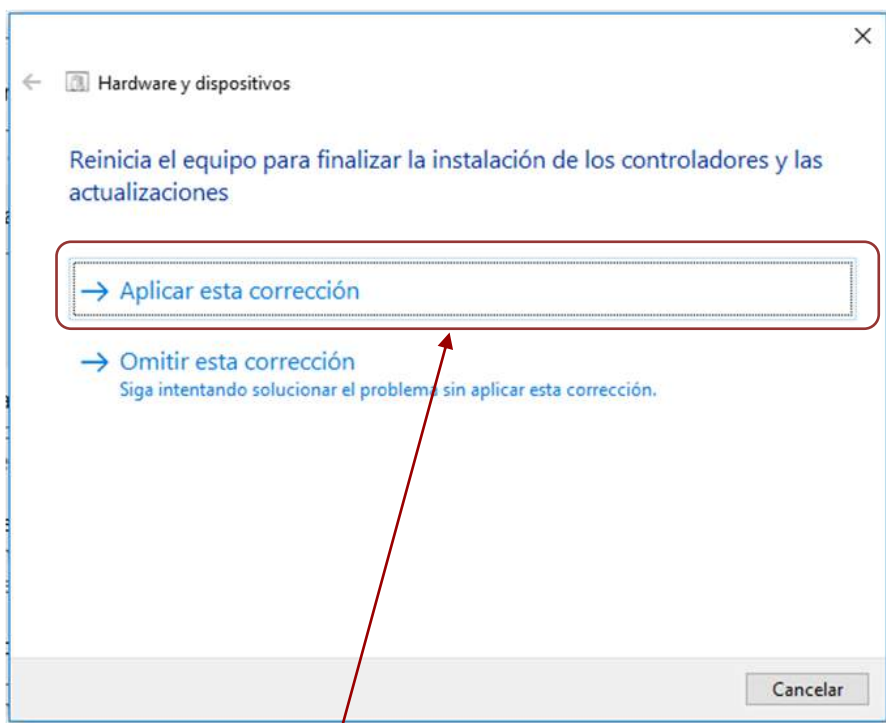 Hardware y dispositivos
Reinicia el equipo para finalizar la instalación de los controladores y las
actualizaciones
Aplicar esta corrección
Omitir esta corrección
Siga intentando solucionar el problema sin aplicar esta corrección.
Cancelar